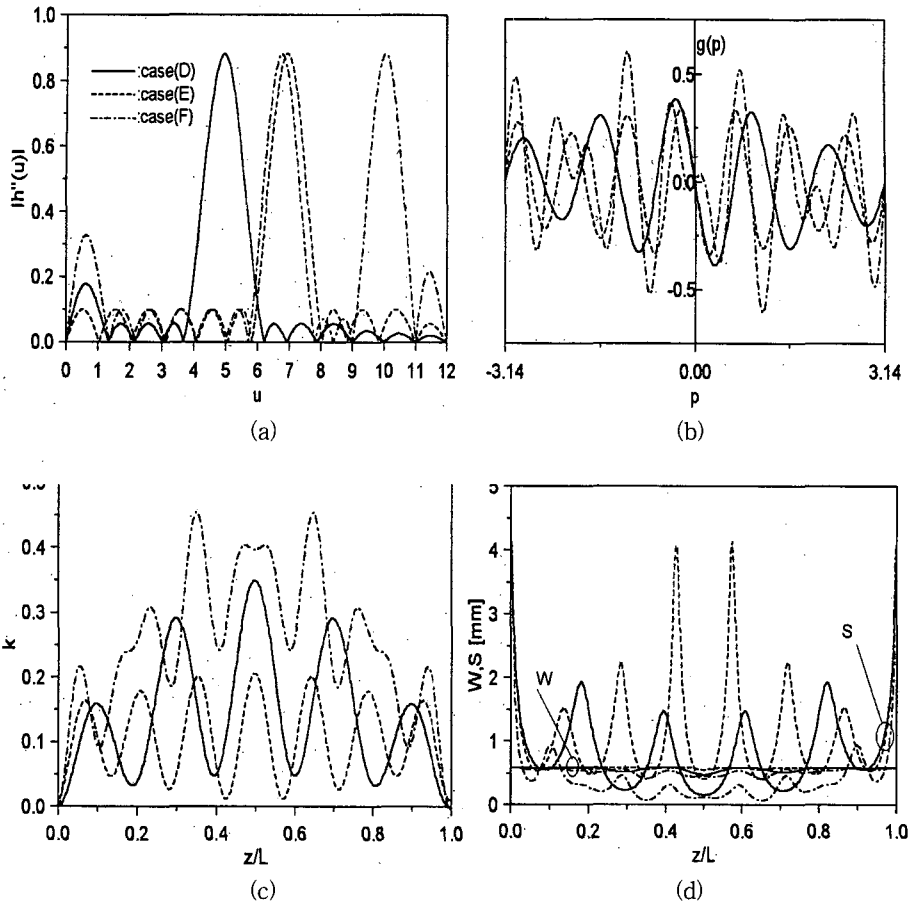 1.0
0.8
0.6
0.4
0.2
0.0
|h"(u)|
:case(D)
:case(E)
:case(F)
0 1 2 3 4 5 6 7 8 9 10 11 12
u
(a)
g(p)
0.5
0.0
-0.5
-3.14 0.00 3.14
p
(b)
0.5
0.4
0.3
0.2
0.1
0.0
k
0.0 0.2 0.4 0.6 0.8 1.0
z/L
(c)
5
4
3
2
1
0
W,S [mm]
W
S
0.0 0.2 0.4 0.6 0.8 1.0
z/L
(d)